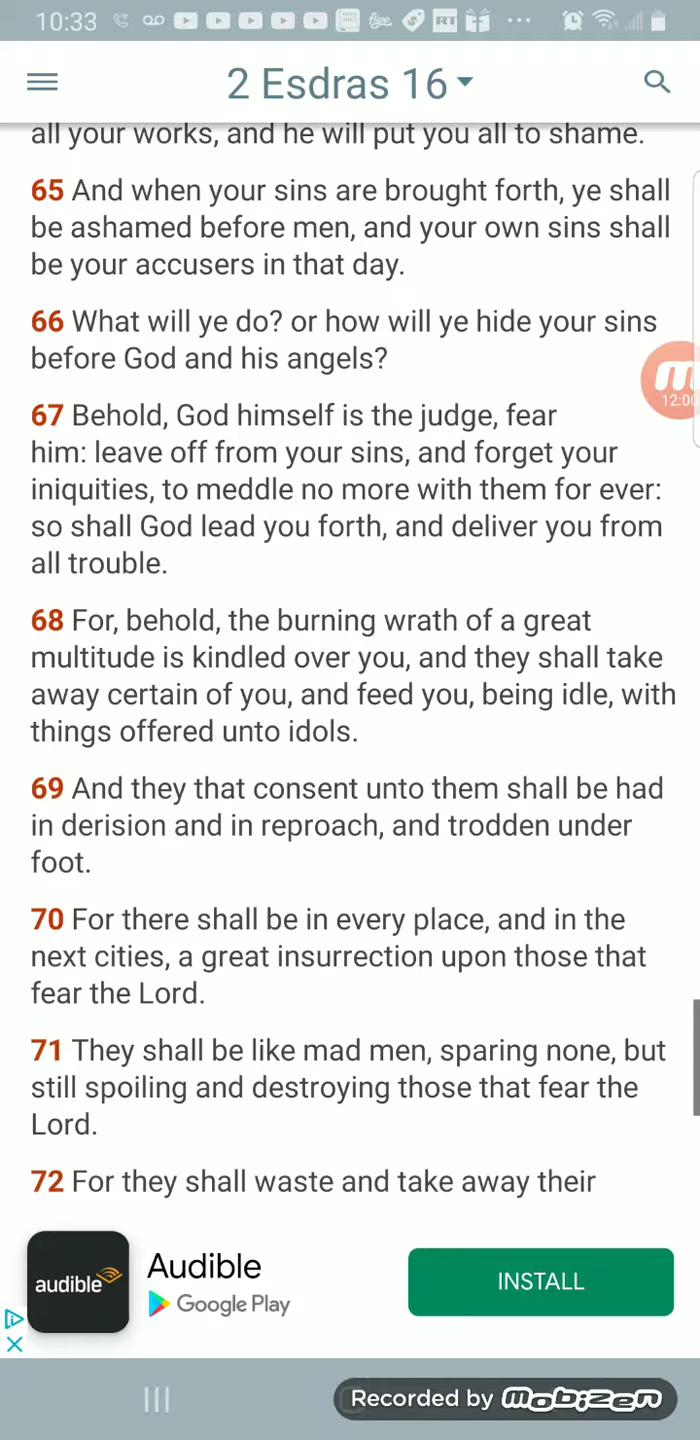 10:33
RT
2 Esdras 16
all your works, and he will put you all to shame.
65 And when your sins are brought forth, ye shall
be ashamed before men, and your own sins shall
be your accusers in that day.
66 What will ye do? or how will ye hide your sins
before God and his angels?
12:00
67 Behold, God himself is the judge, fear
him: leave off from your sins, and forget your
iniquities, to meddle no more with them for ever:
so shall God lead you forth, and deliver you from
all trouble.
68 For, behold, the burning wrath of a great
multitude is kindled over you, and they shall take
away certain of you, and feed you, being idle, with
things offered unto idols.
69 And they that consent unto them shall be had
in derision and in reproach, and trodden under
foot.
70 For there shall be in every place, and in the
next cities, a great insurrection upon those that
fear the Lord.
71 They shall be like mad men, sparing none, but
still spoiling and destroying those that fear the
Lord.
72 For they shall waste and take away their
audible
Audible
Google Play
INSTALL
Recorded by mobizen